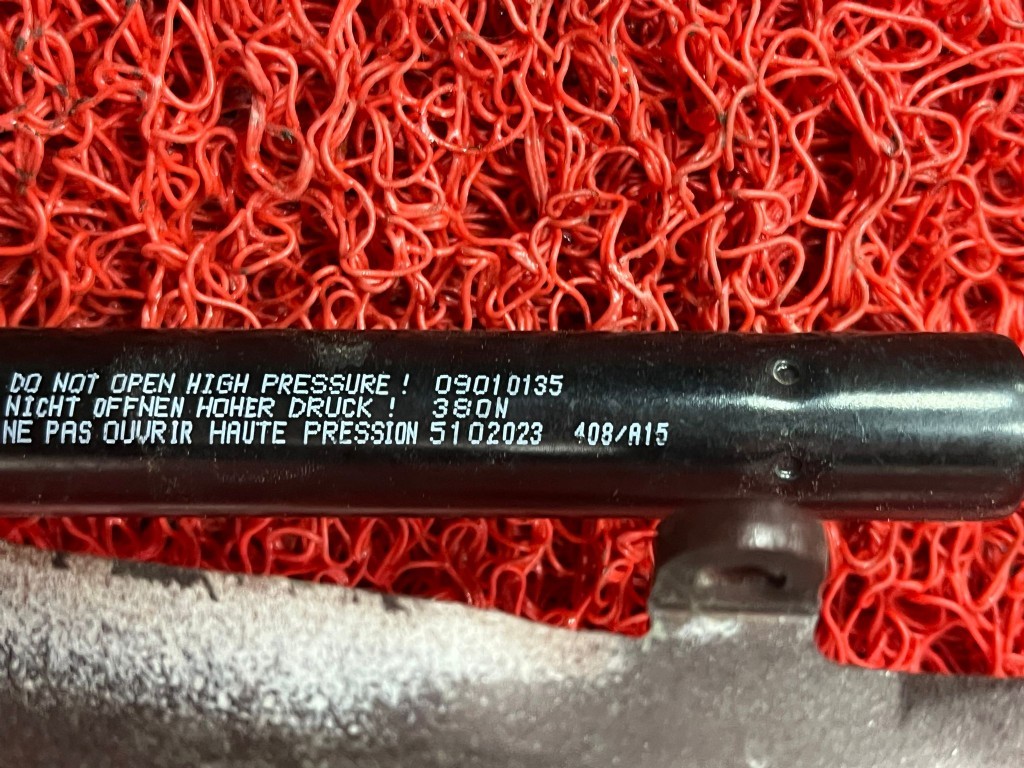 DO NOT OPEN HIGH PRESSURE! 09010135
NICHT OFFNEN HOHER DRUCK! 380N
NE PAS OUVRIR HAUTE PRESSION 5102023 408/A15